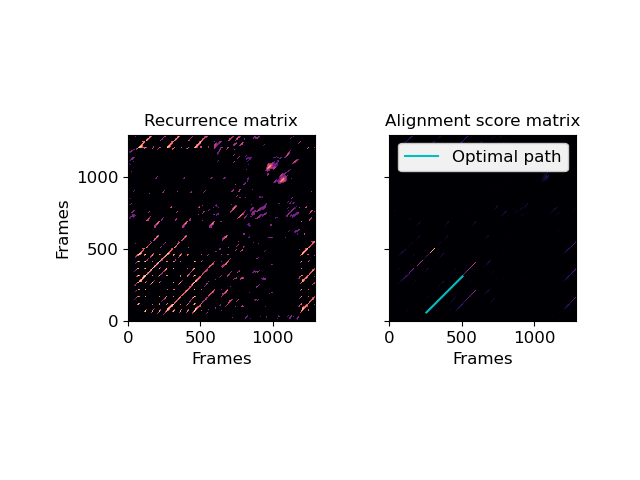 Recurrence matrix
Alignment score matrix
Optimal path
Frames
1000
500
0
0 500 1000
0 500 1000
Frames
Frames